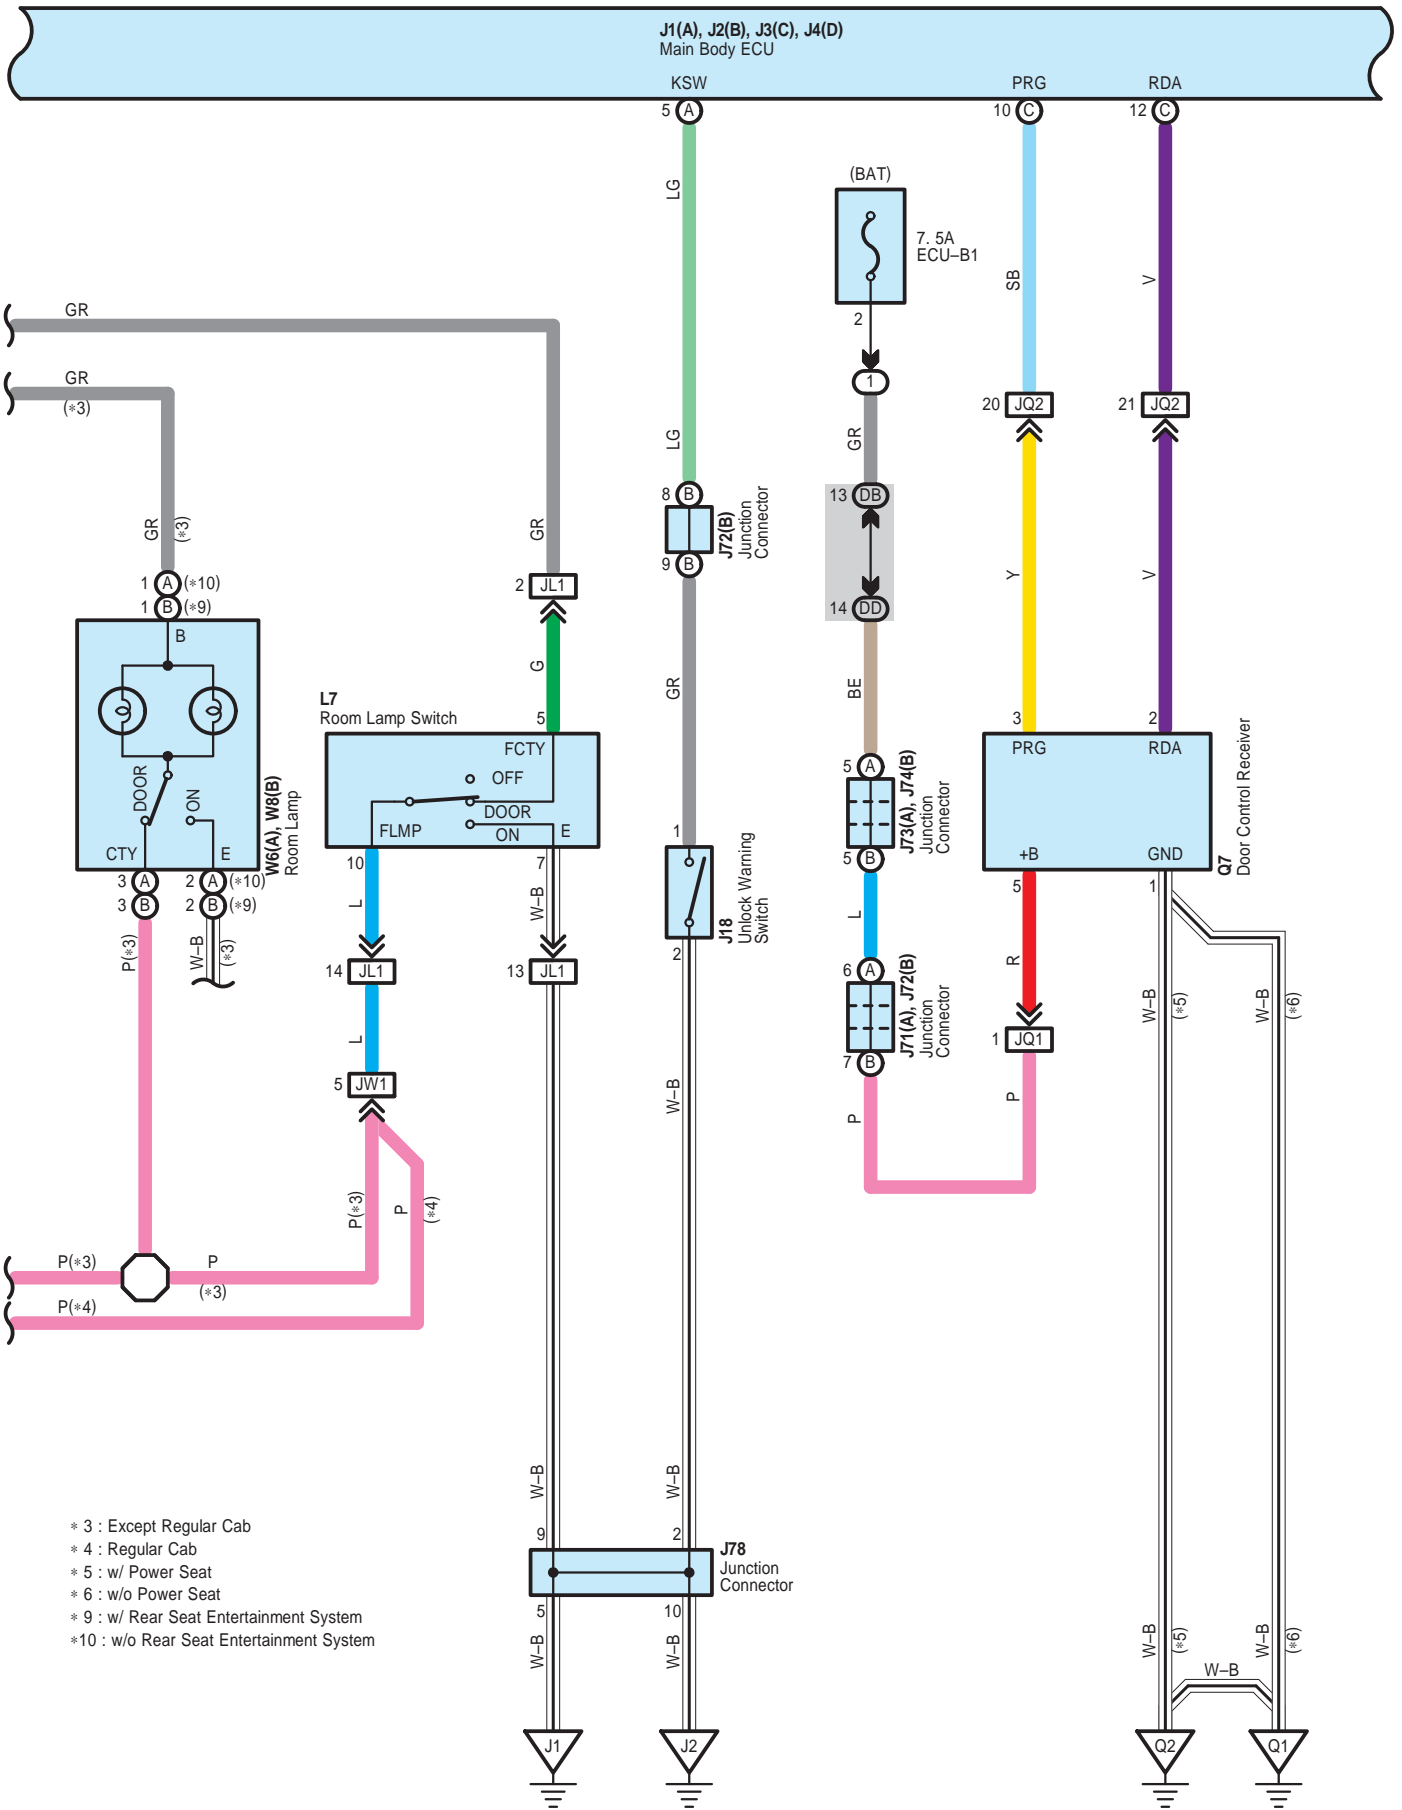 J1(A), J2(B), J3(C), J4(D)
Main Body ECU
KSW
PRG
RDA
5 A
10 C
12 C
(BAT)
LG
7. 5A
ECU–B1
SB
V
GR
2
1
GR
(∗3)
20 JQ2
21 JQ2
LG
GR
13 DB
8 B
J72(B)
Junction
Connector
9 B
GR
(∗3)
GR
1 A (∗10)
1 B (∗9)
2 JL1
Y
V
14 DD
B
G
GR
BE
L7
Room Lamp Switch
5
3
2
FCTY
PRG
RDA
OFF
DOOR
ON
FLMP
E
5 A
J73(A), J74(B)
Junction
Connector
5 B
DOOR
ON
CTY
E
W6(A), W8(B)
Room Lamp
1
+B
GND
Q7
Door Control Receiver
3 A
2 A (∗10)
3 B
2 B (∗9)
10
7
5
1
L
W–B
J18
Unlock Warning
Switch
2
L
P(∗3)
W–B
(∗3)
14 JL1
13 JL1
6 A
J71(A), J72(B)
Junction
Connector
7 B
R
W–B
(∗5)
W–B
(∗6)
1 JQ1
L
5 JW1
W–B
P
P
P(∗3)
P
(∗4)
P(∗3)
P
(∗3)
P(∗4)
W–B
W–B
9
2
J78
Junction
Connector
5
10
W–B
W–B
∗ 3 : Except Regular Cab
∗ 4 : Regular Cab
∗ 5 : w/ Power Seat
∗ 6 : w/o Power Seat
∗ 9 : w/ Rear Seat Entertainment System
∗10 : w/o Rear Seat Entertainment System
W–B
(∗5)
W–B
(∗6)
W–B
J1
J2
Q2
Q1